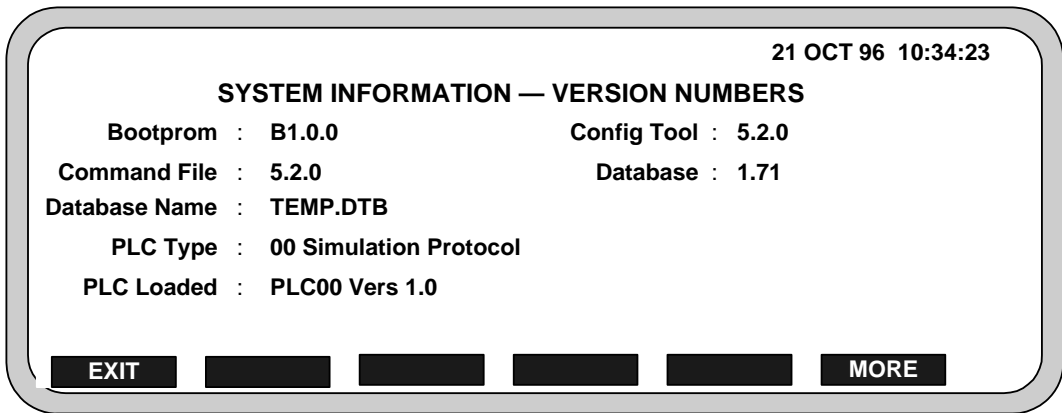 21 OCT 96 10:34:23
SYSTEM INFORMATION — VERSION NUMBERS
Bootprom : B1.0.0 Config Tool : 5.2.0
Command File : 5.2.0 Database : 1.71
Database Name : TEMP.DTB
PLC Type : 00 Simulation Protocol
PLC Loaded : PLC00 Vers 1.0
EXIT MORE